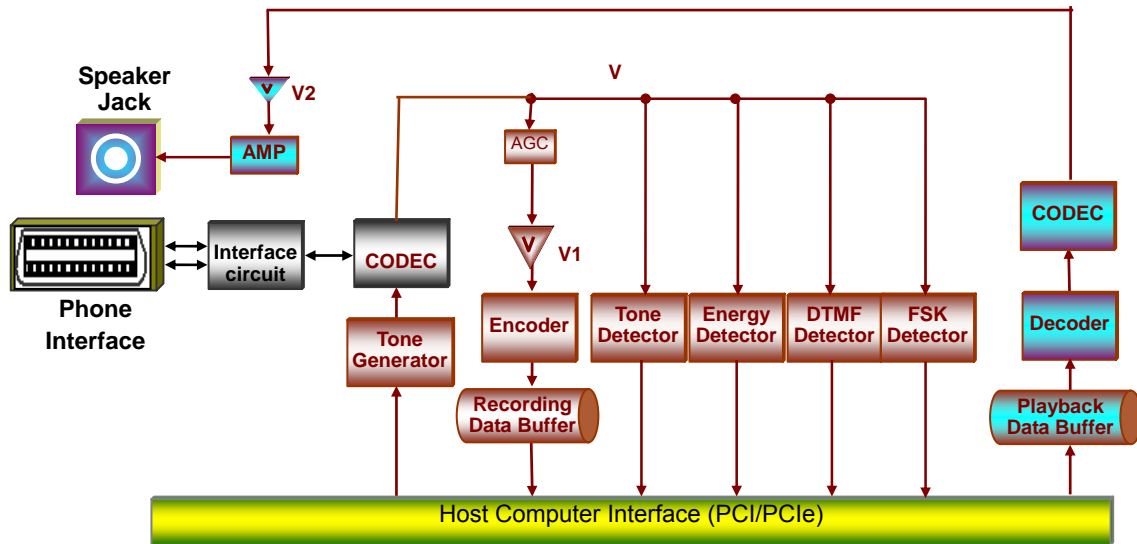 Speaker
Jack
V
V2
AMP
V
AGC
V
V1
CODEC
Interface
circuit
CODEC
Phone
Interface
Tone
Generator
Encoder
Tone
Detector
Energy
Detector
DTMF
Detector
FSK
Detector
Decoder
Recording
Data Buffer
Playback
Data Buffer
Host Computer Interface (PCI/PCIe)